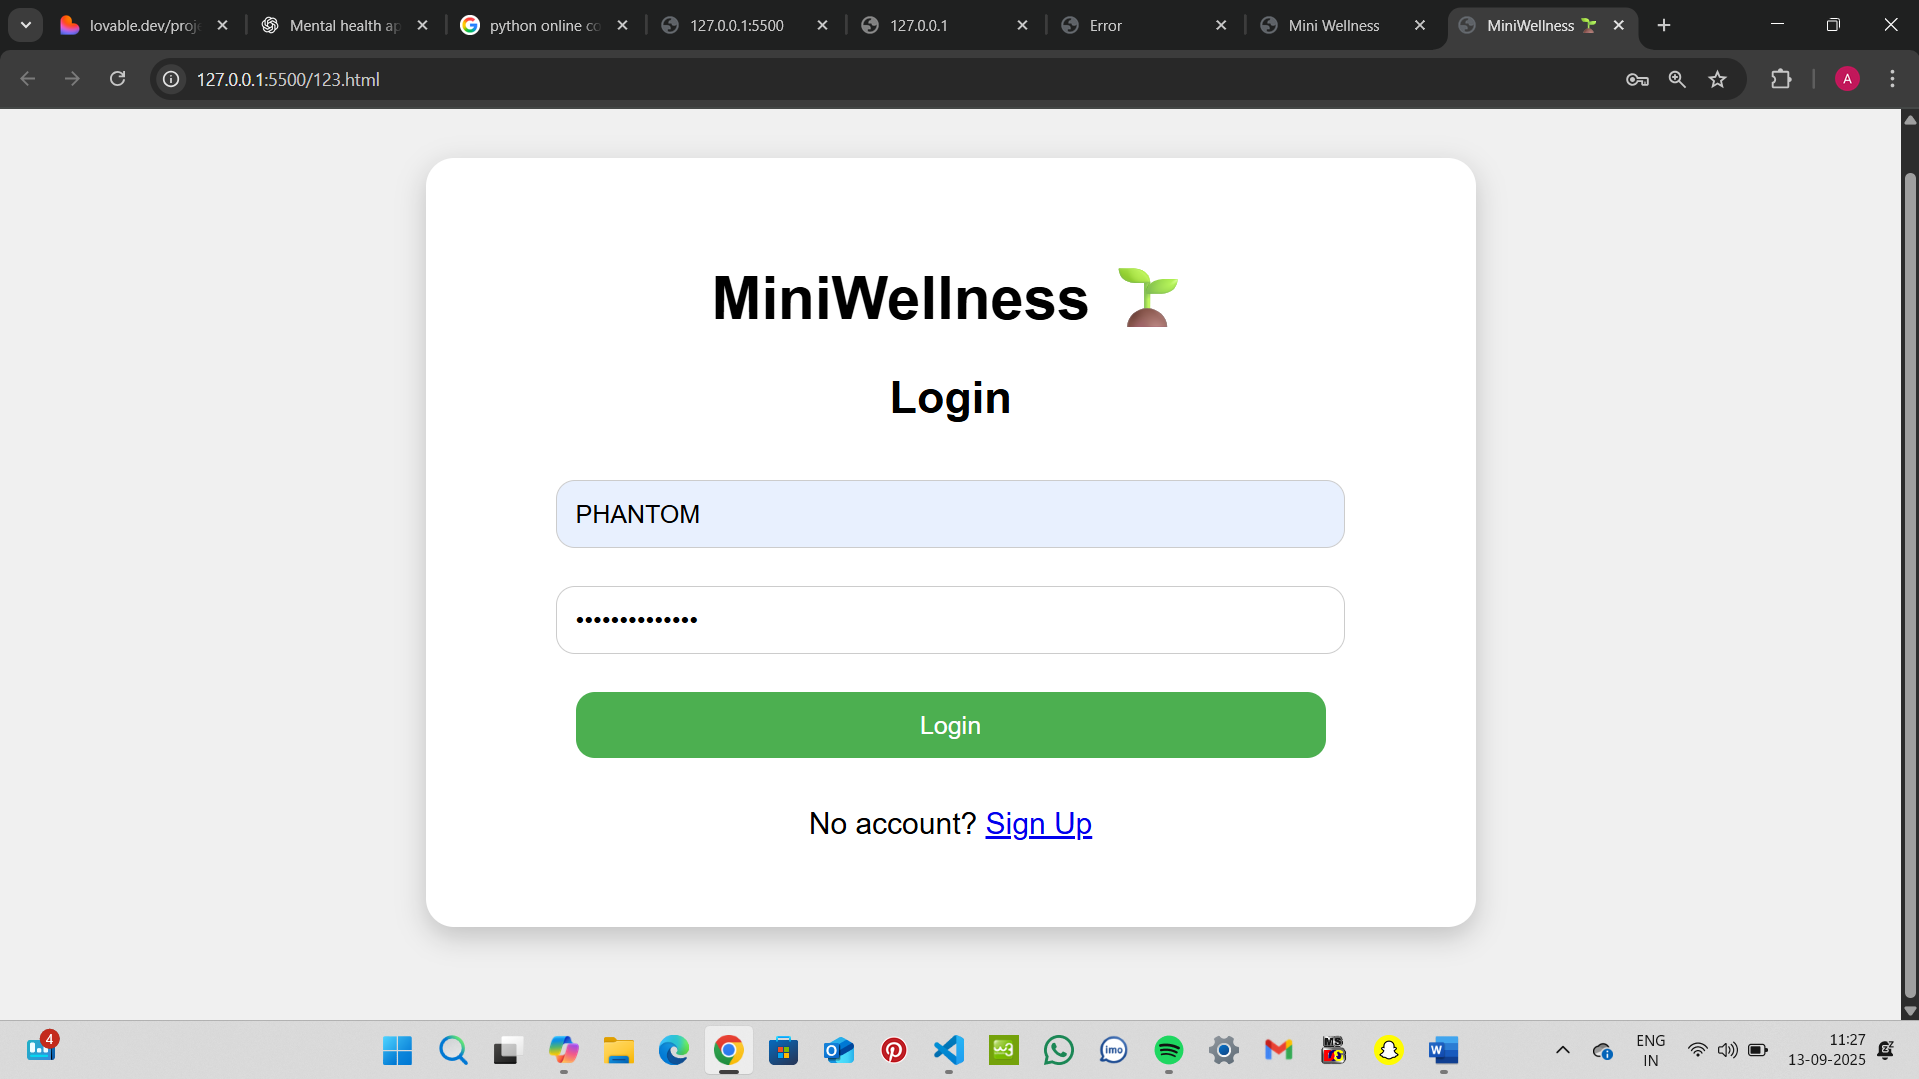 lovable.dev/proje
Mental health ap
python online co
127.0.0.1:5500
127.0.0.1
Error
Mini Wellness
MiniWellness 🌱
127.0.0.1:5500/123.html
A
MiniWellness 🌱
Login
PHANTOM
••••••••••••••
Login
No account? Sign Up
4
imo
ENG
IN
11:27
13-09-2025